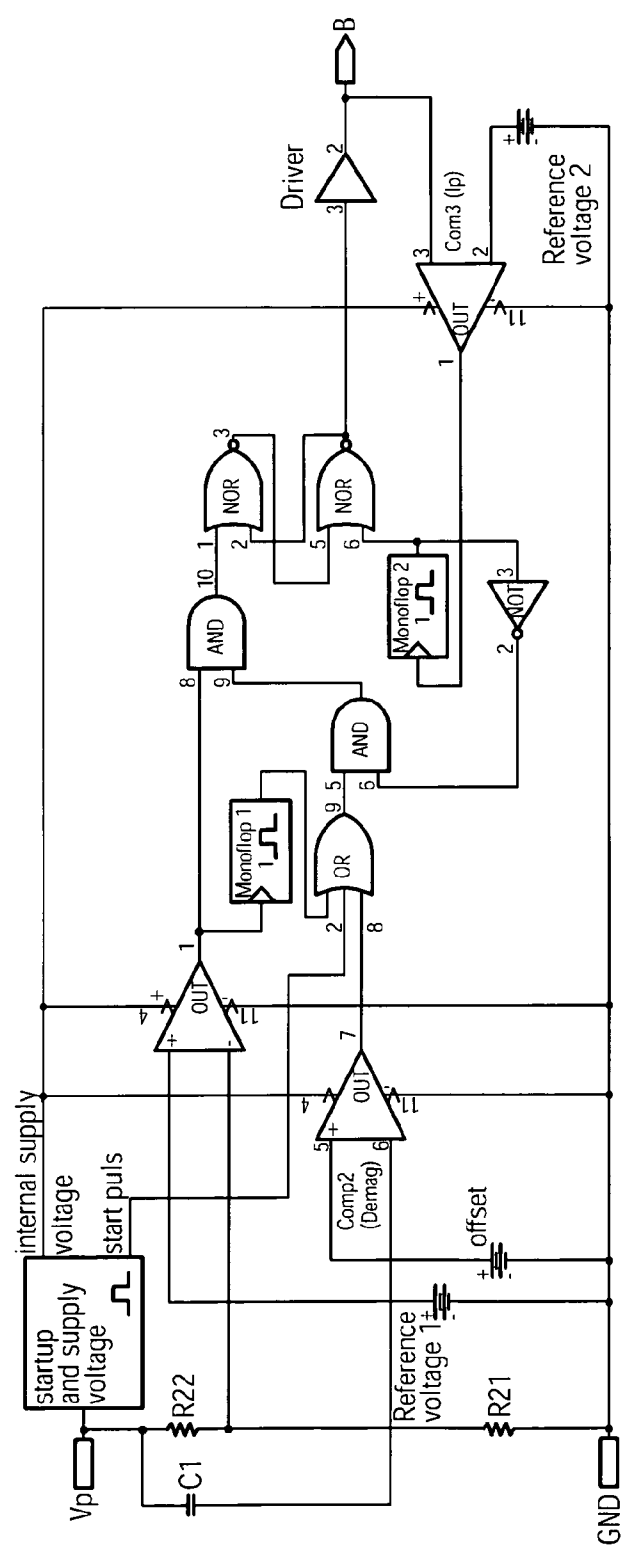 Vp
GND
C1
R22
R21
startup
and supply
voltage
internal supply
voltage
start puls
Reference
voltage 1
offset
Comp2
(Demag)
5
6
+
4
11
OUT
7
+
-
4
+
11
-
OUT
1
Monoflop 1
1
2
8
OR
9
5
6
AND
8
9
AND
10
1
2
NOR
3
5
6
NOR
Monoflop 2
1
2
NOT
3
1
OUT
+
11
-
3
2
Com3 (Ip)
Driver
3
2
B
Reference
voltage 2
+
-
+
-
+
-